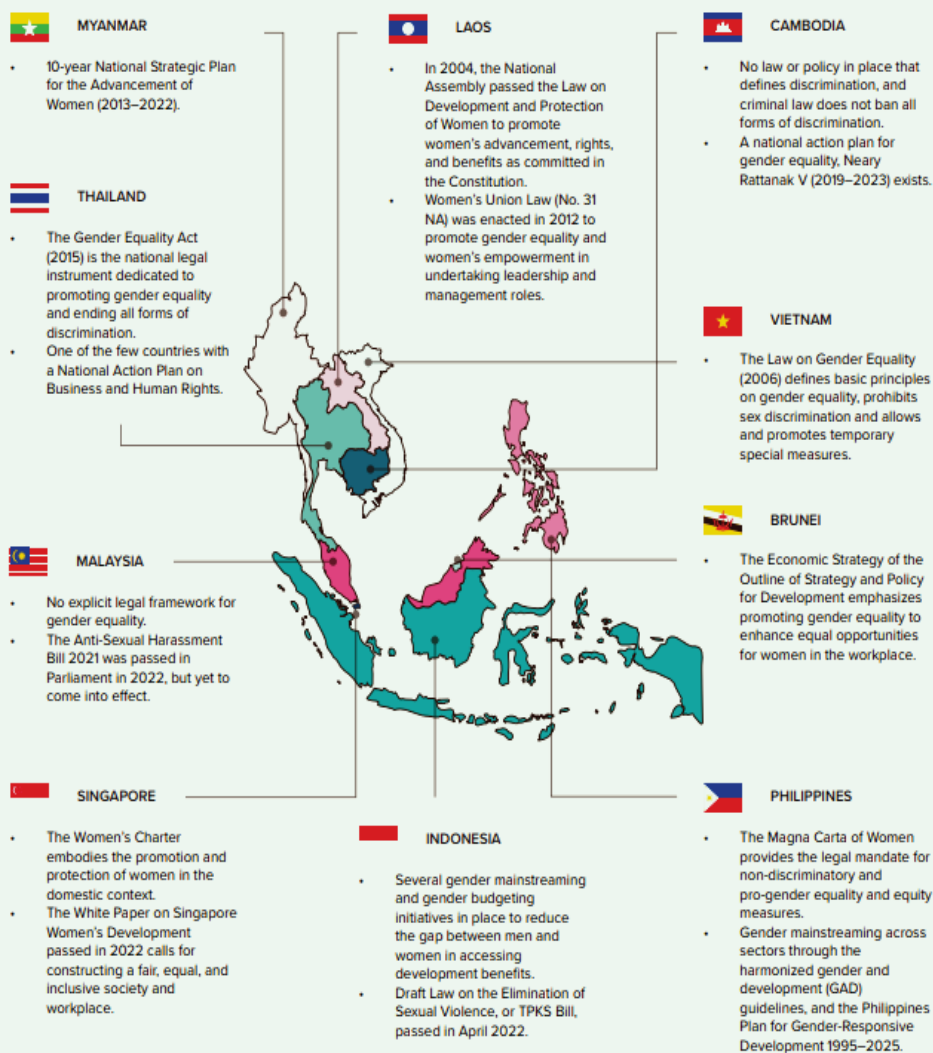 MYANMAR
• 10-year National Strategic Plan
for the Advancement of
Women (2013–2022).
LAOS
• In 2004, the National
Assembly passed the Law on
Development and Protection
of Women to promote
women's advancement, rights,
and benefits as committed in
the Constitution.
• Women's Union Law (No. 31
NA) was enacted in 2012 to
promote gender equality and
women's empowerment in
undertaking leadership and
management roles.
CAMBODIA
• No law or policy in place that
defines discrimination, and
criminal law does not ban all
forms of discrimination.
• A national action plan for
gender equality, Neary
Rattanak V (2019–2023) exists.
THAILAND
• The Gender Equality Act
(2015) is the national legal
instrument dedicated to
promoting gender equality
and ending all forms of
discrimination.
• One of the few countries with
a National Action Plan on
Business and Human Rights.
VIETNAM
• The Law on Gender Equality
(2006) defines basic principles
on gender equality, prohibits
sex discrimination and allows
and promotes temporary
special measures.
BRUNEI
• The Economic Strategy of the
Outline of Strategy and Policy
for Development emphasizes
promoting gender equality to
enhance equal opportunities
for women in the workplace.
MALAYSIA
• No explicit legal framework for
gender equality.
• The Anti-Sexual Harassment
Bill 2021 was passed in
Parliament in 2022, but yet to
come into effect.
SINGAPORE
• The Women's Charter
embodies the promotion and
protection of women in the
domestic context.
• The White Paper on Singapore
Women's Development
passed in 2022 calls for
constructing a fair, equal, and
inclusive society and
workplace.
INDONESIA
• Several gender mainstreaming
and gender budgeting
initiatives in place to reduce
the gap between men and
women in accessing
development benefits.
• Draft Law on the Elimination of
Sexual Violence, or TPKS Bill,
passed in April 2022.
PHILIPPINES
• The Magna Carta of Women
provides the legal mandate for
non-discriminatory and
pro-gender equality and equity
measures.
• Gender mainstreaming across
sectors through the
harmonized gender and
development (GAD)
guidelines, and the Philippines
Plan for Gender-Responsive
Development 1995–2025.